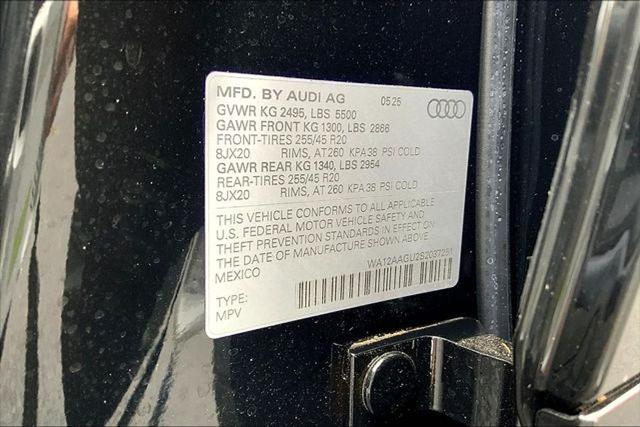 MFD. BY AUDI AG 0525
GVWR KG 2495, LBS 5500
GAWR FRONT KG 1300, LBS 2866
FRONT-TIRES 255/45 R20
8JX20 RIMS, AT 260 KPA 38 PSI COLD
GAWR REAR KG 1340, LBS 2954
REAR-TIRES 255/45 R20
8JX20 RIMS, AT 260 KPA 38 PSI COLD
THIS VEHICLE CONFORMS TO ALL APPLICABLE
U.S. FEDERAL MOTOR VEHICLE SAFETY AND
THEFT PREVENTION STANDARDS IN EFFECT ON
THE DATE OF MANUFACTURE SHOWN ABOVE.
MEXICO
WA12AAGU2S2037251
TYPE:
MPV